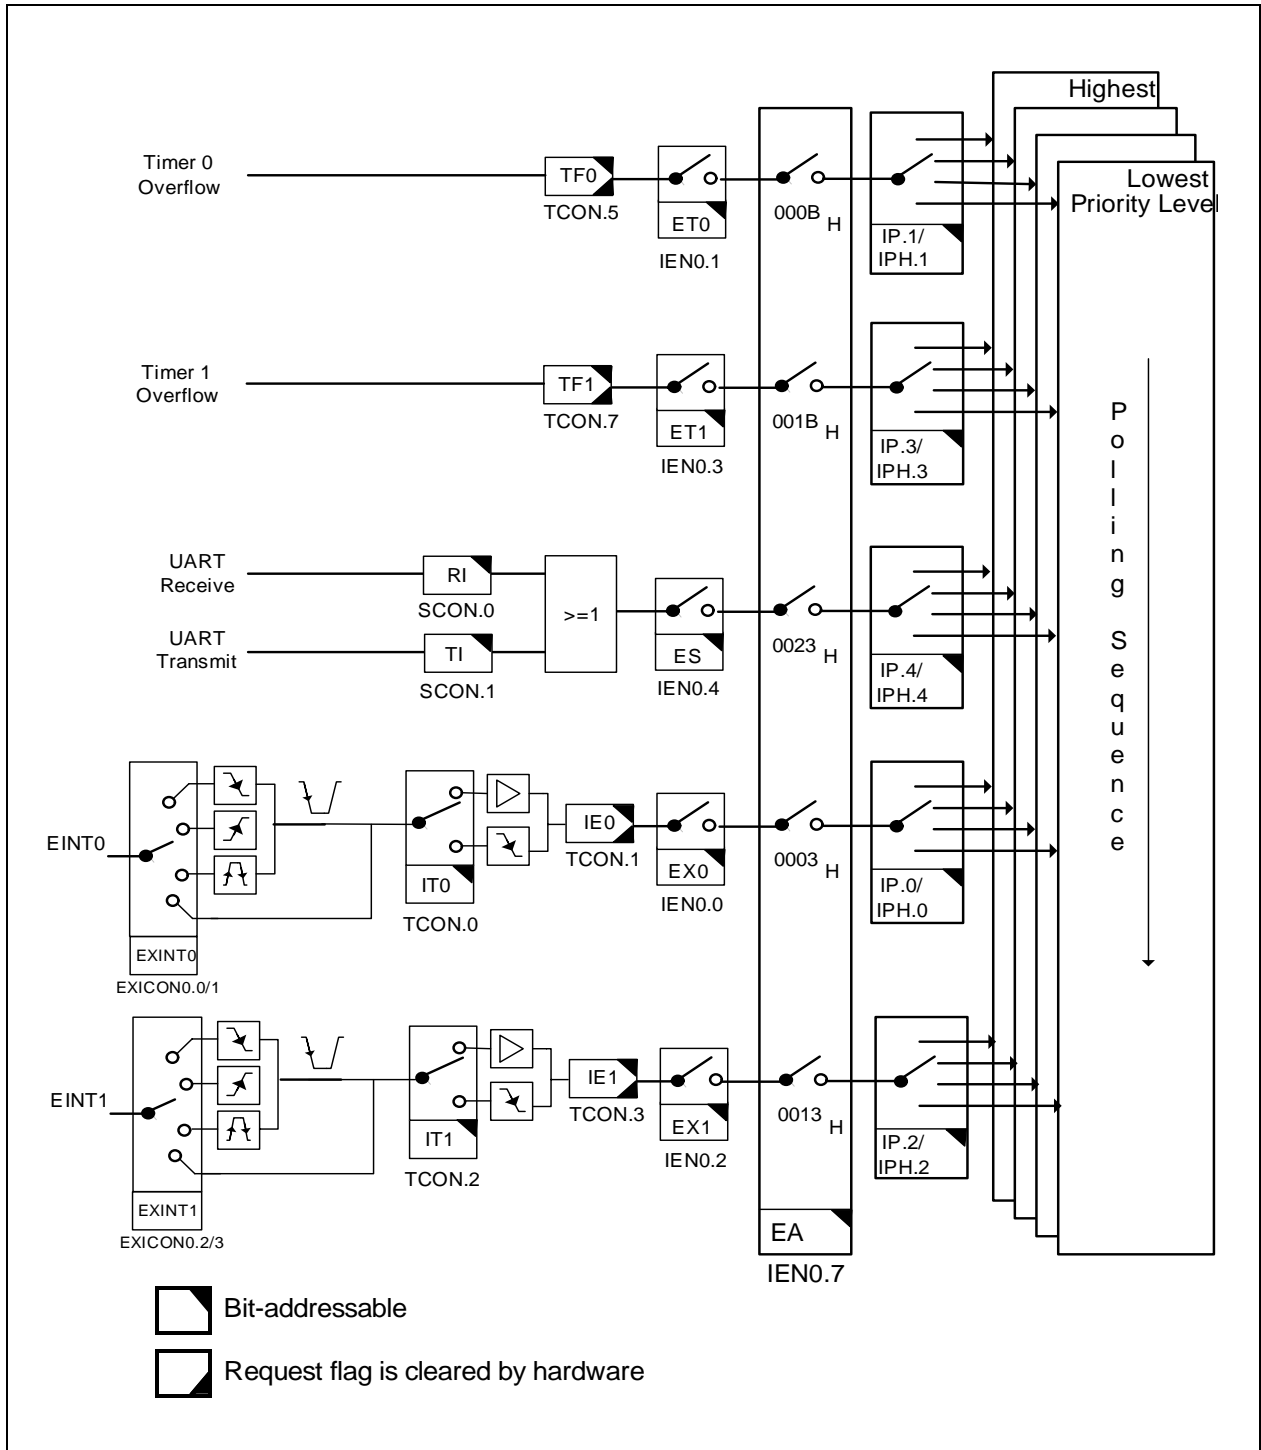 Highest
Lowest
Priority Level
Timer 0
Overflow
TF0
TCON.5
ET0
IEN0.1
000B H
IP.1/
IPH.1
Timer 1
Overflow
TF1
TCON.7
ET1
IEN0.3
001B H
IP.3/
IPH.3
Polling Sequence
UART
Receive
RI
SCON.0
UART
Transmit
TI
SCON.1
>=1
ES
IEN0.4
0023 H
IP.4/
IPH.4
EINT0
EXINT0
EXICON0.0/1
IT0
TCON.0
IE0
TCON.1
EX0
IEN0.0
0003 H
IP.0/
IPH.0
EINT1
EXINT1
EXICON0.2/3
IT1
TCON.2
IE1
TCON.3
EX1
IEN0.2
0013 H
IP.2/
IPH.2
EA
IEN0.7
Bit-addressable
Request flag is cleared by hardware